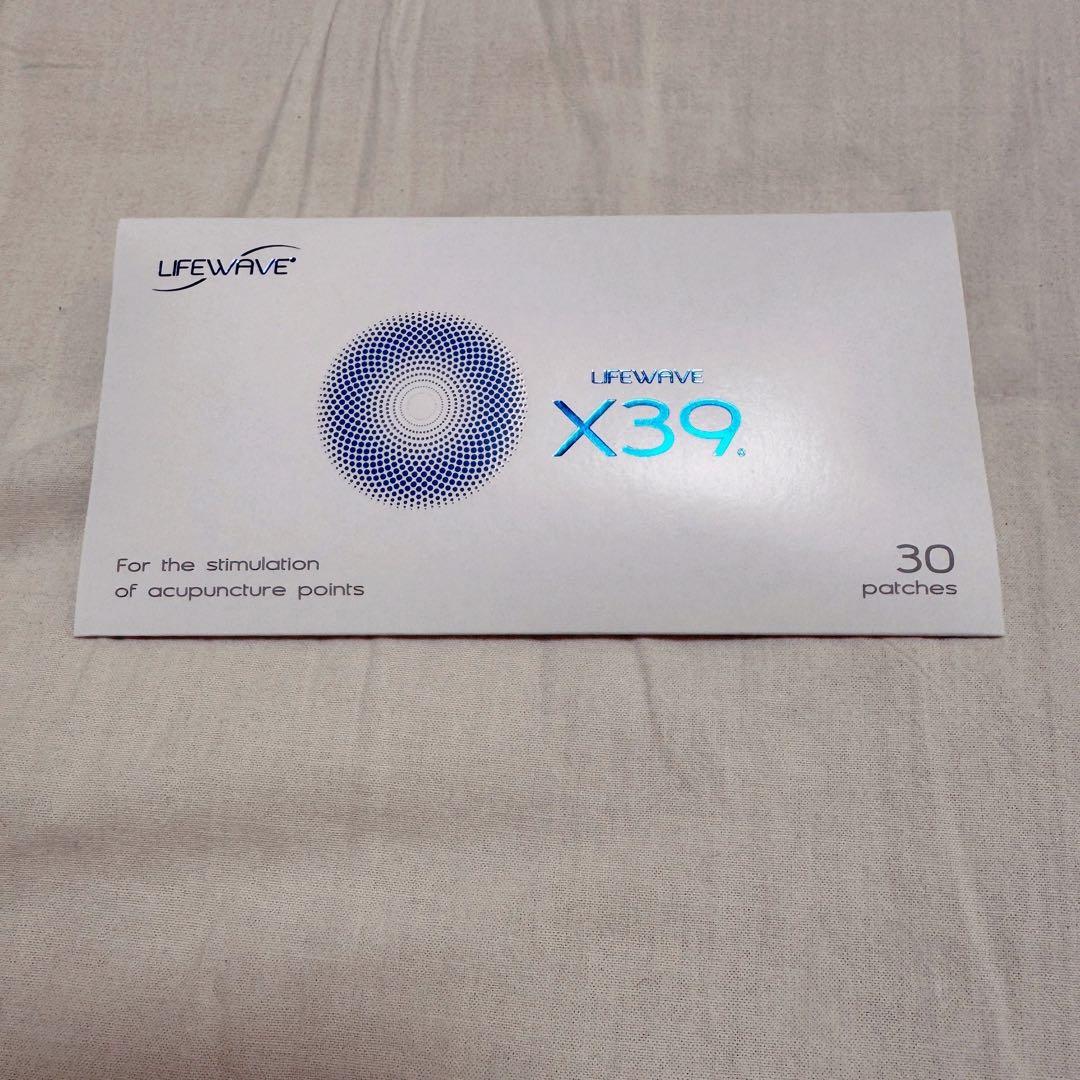 LIFEWAVE
LIFEWAVE
X39®
For the stimulation
of acupuncture points
30
patches